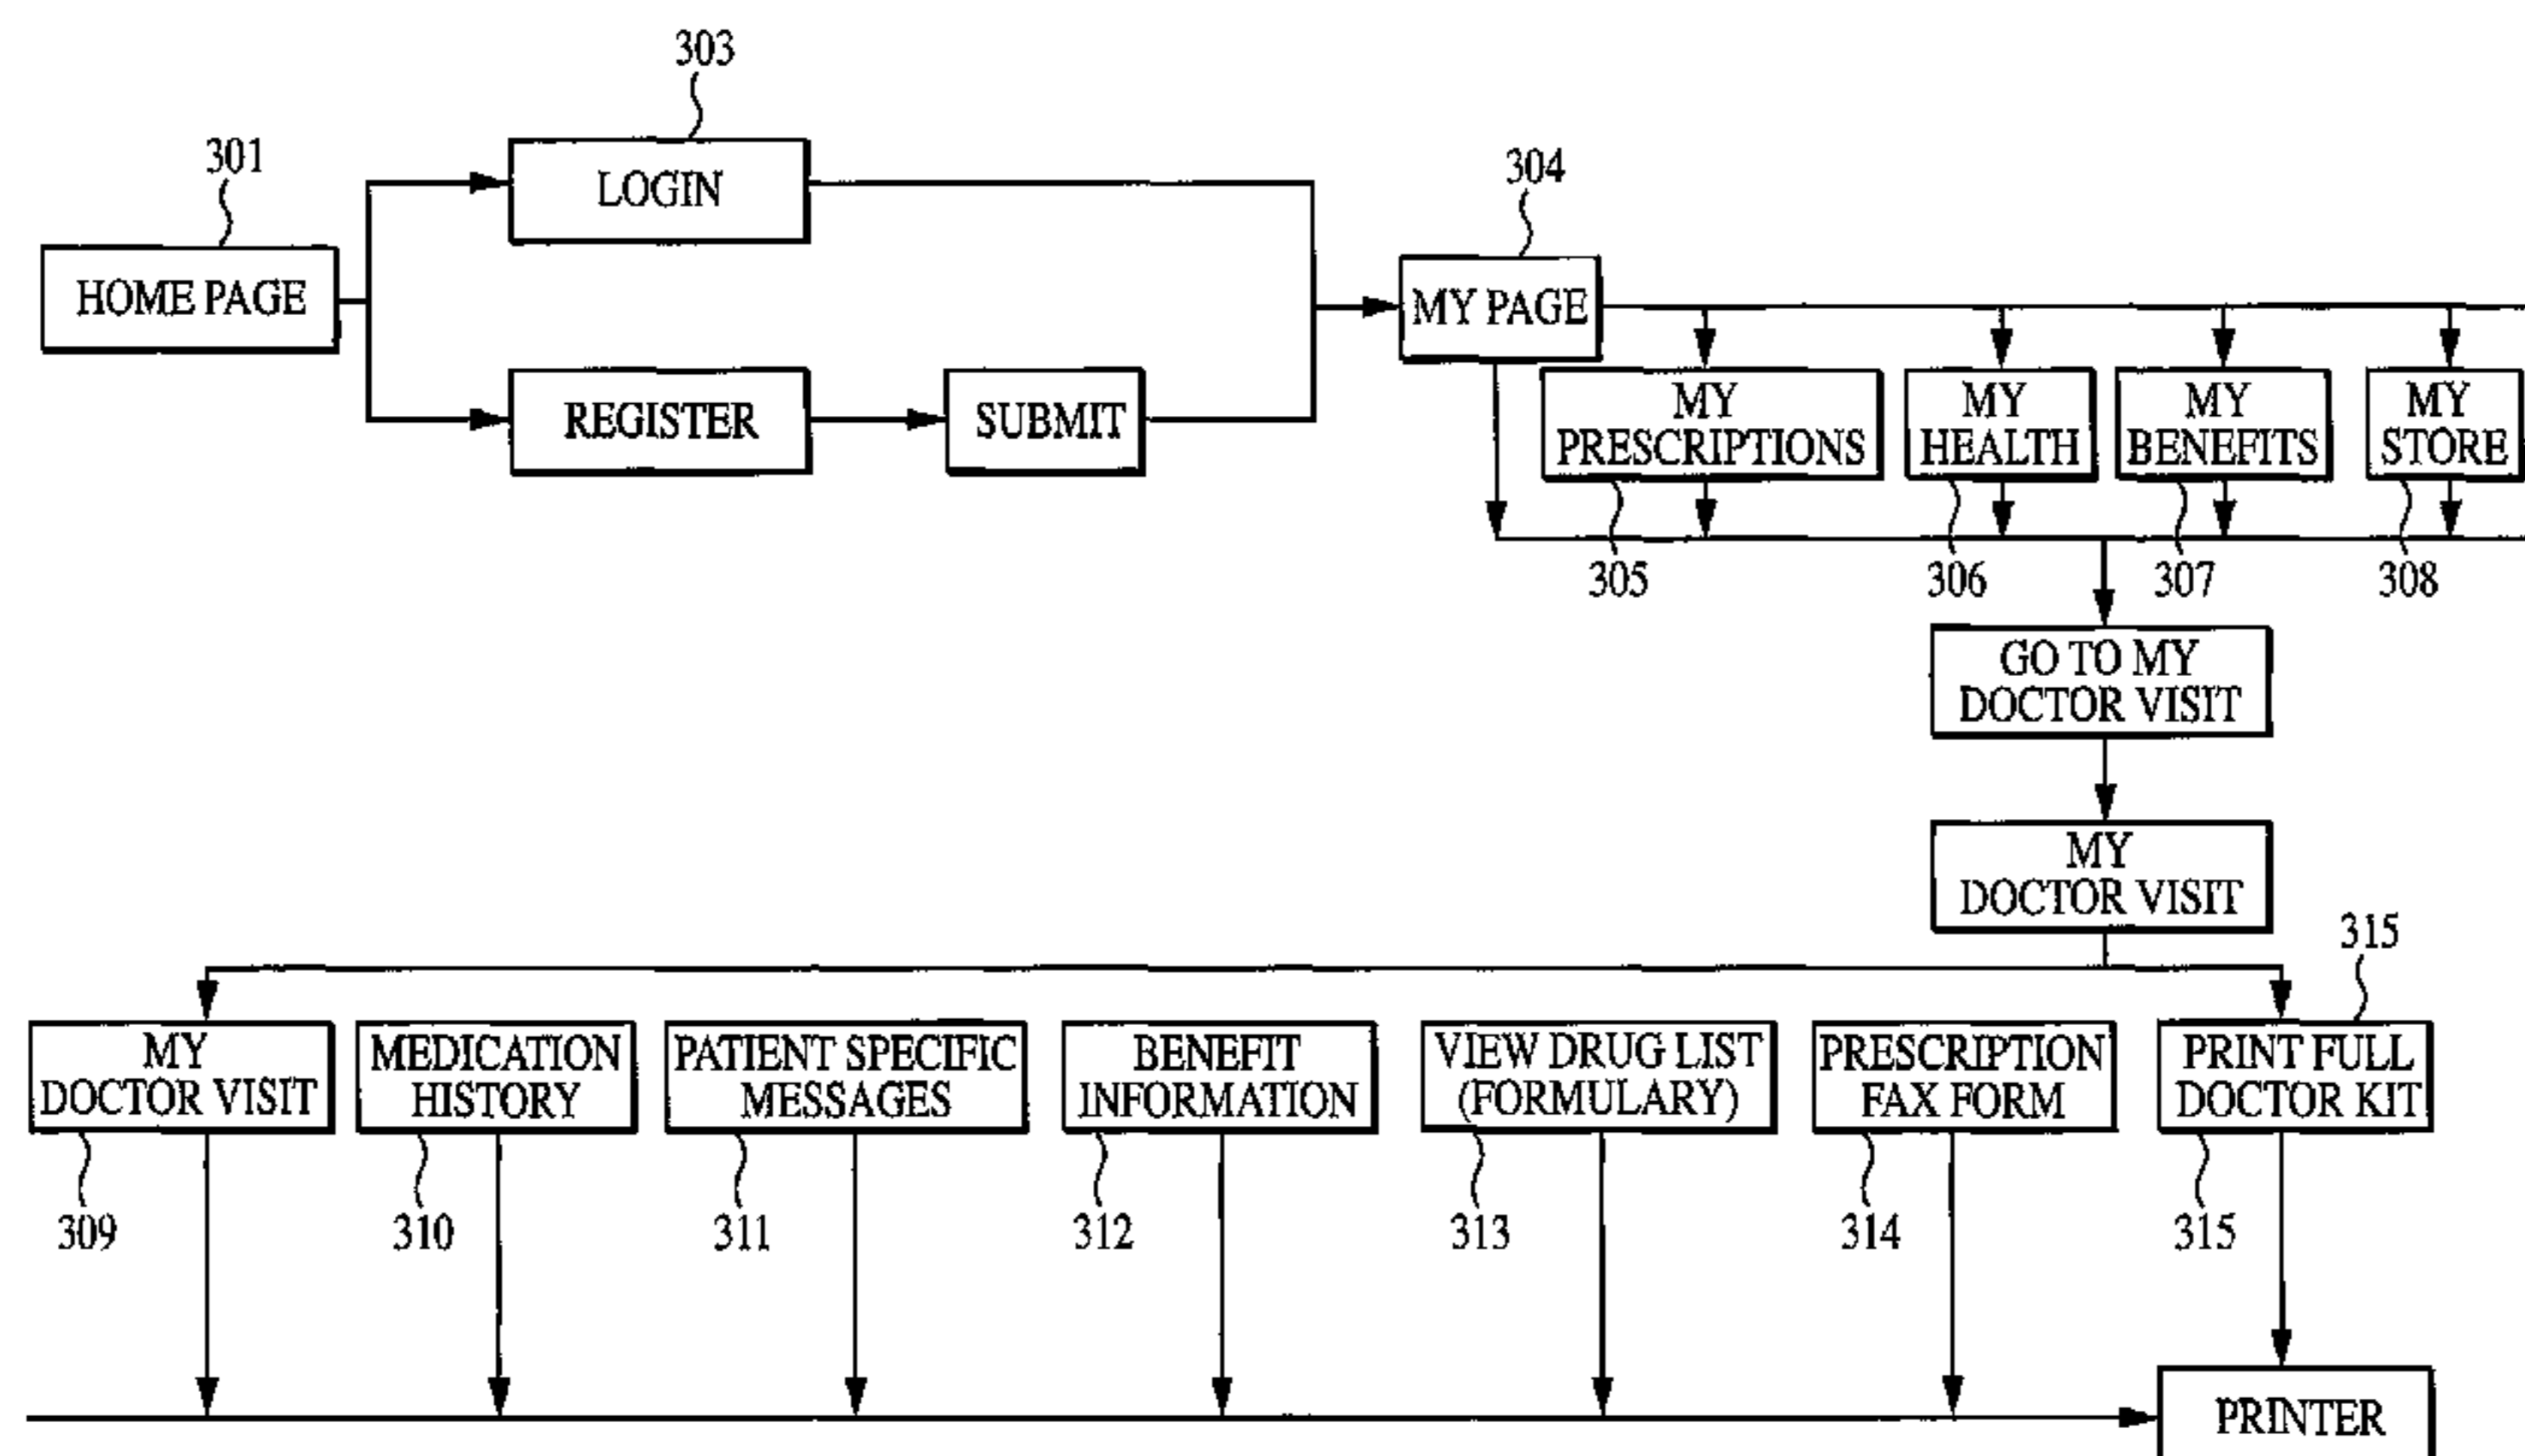 303
301
LOGIN
304
HOME PAGE
MY PAGE
REGISTER
SUBMIT
MY
PRESCRIPTIONS
MY
HEALTH
MY
BENEFITS
MY
STORE
305
306
307
308
GO TO MY
DOCTOR VISIT
MY
DOCTOR VISIT
315
MY
DOCTOR VISIT
MEDICATION
HISTORY
PATIENT SPECIFIC
MESSAGES
BENEFIT
INFORMATION
VIEW DRUG LIST
(FORMULARY)
PRESCRIPTION
FAX FORM
PRINT FULL
DOCTOR KIT
309
310
311
312
313
314
315
PRINTER